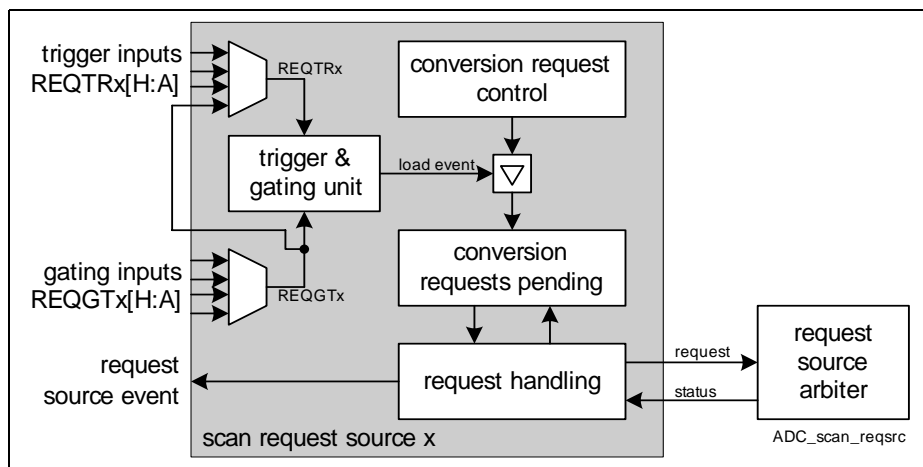 trigger inputs
REQTRx[H:A]
REQTRx
conversion request
control
trigger &
gating unit
load event
gating inputs
REQGTx[H:A]
REQGTx
conversion
requests pending
request
source event
request handling
request
status
request
source
arbiter
scan request source x
ADC_scan_reqsrc